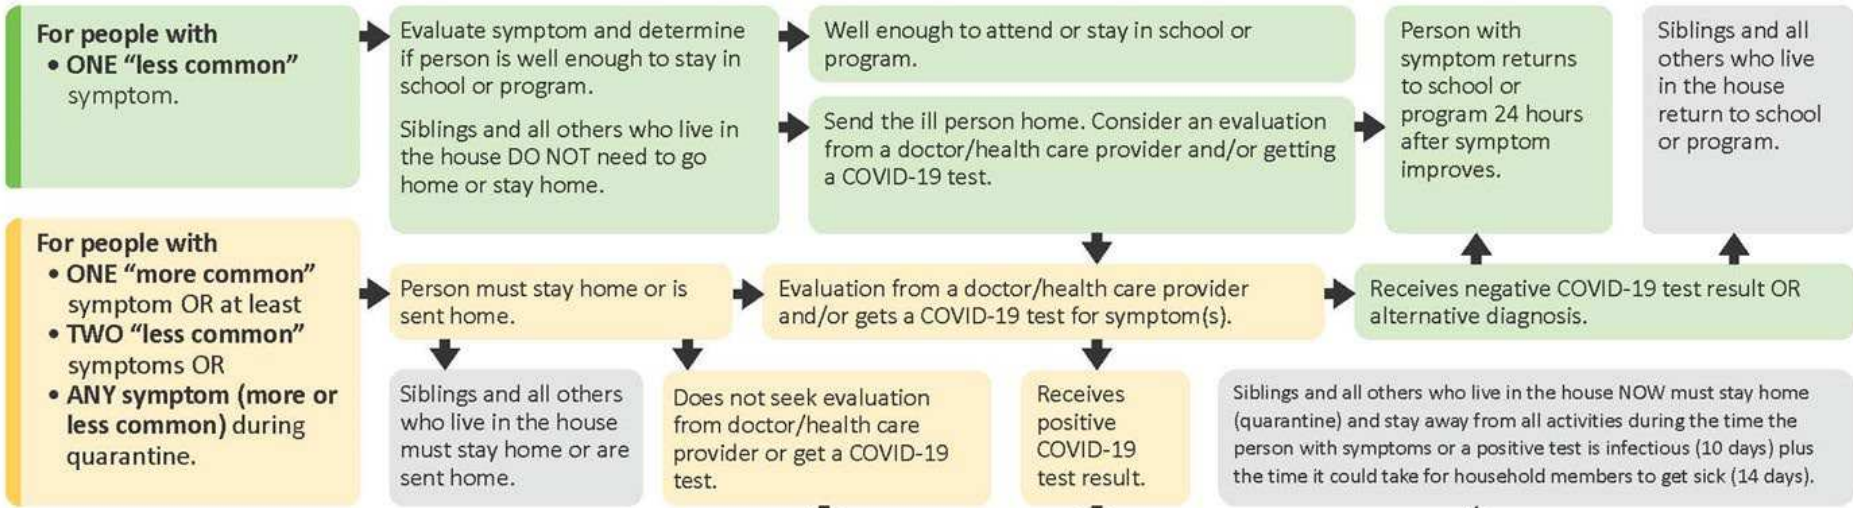 For people with
• ONE “less common”
symptom.
Evaluate symptom and determine
if person is well enough to stay in
school or program.
Siblings and all others who live in
the house DO NOT need to go
home or stay home.
Well enough to attend or stay in school or
program.
Send the ill person home. Consider an evaluation
from a doctor/health care provider and/or getting
a COVID-19 test.
Person with
symptom returns
to school or
program 24 hours
after symptom
improves.
Siblings and all
others who live
in the house
return to school
or program.
For people with
• ONE “more common”
symptom OR at least
• TWO “less common”
symptoms OR
• ANY symptom (more or
less common) during
quarantine.
Person must stay home or is
sent home.
Evaluation from a doctor/health care provider
and/or gets a COVID-19 test for symptom(s).
Receives negative COVID-19 test result OR
alternative diagnosis.
Siblings and all others
who live in the house
must stay home or are
sent home.
Does not seek evaluation
from doctor/health care
provider or get a COVID-19
test.
Receives
positive
COVID-19
test result.
Siblings and all others who live in the house NOW must stay home
(quarantine) and stay away from all activities during the time the
person with symptoms or a positive test is infectious (10 days) plus
the time it could take for household members to get sick (14 days).